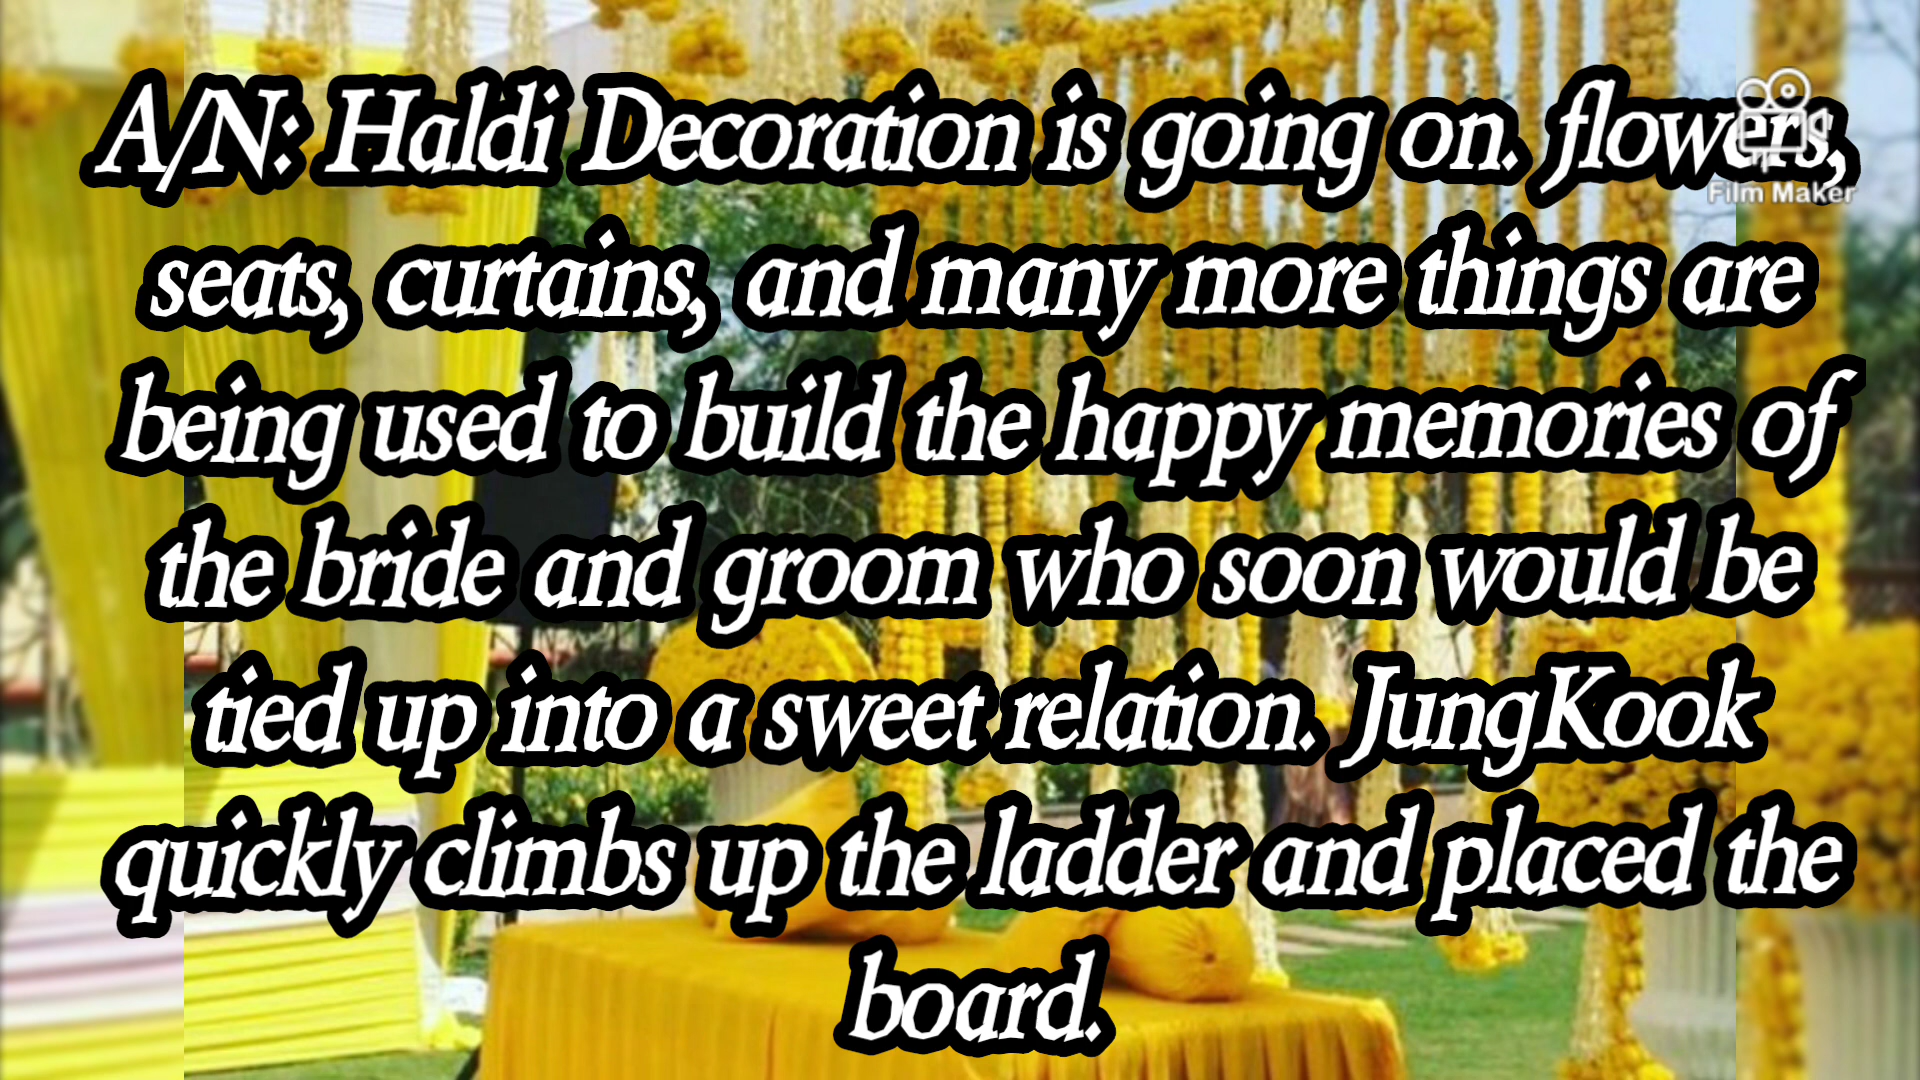 A/N: Haldi Decoration is going on. flowers,
seats, curtains, and many more things are
being used to build the happy memories of
the bride and groom who soon would be
tied up into a sweet relation. JungKook
quickly climbs up the ladder and placed the
board.
Film Maker